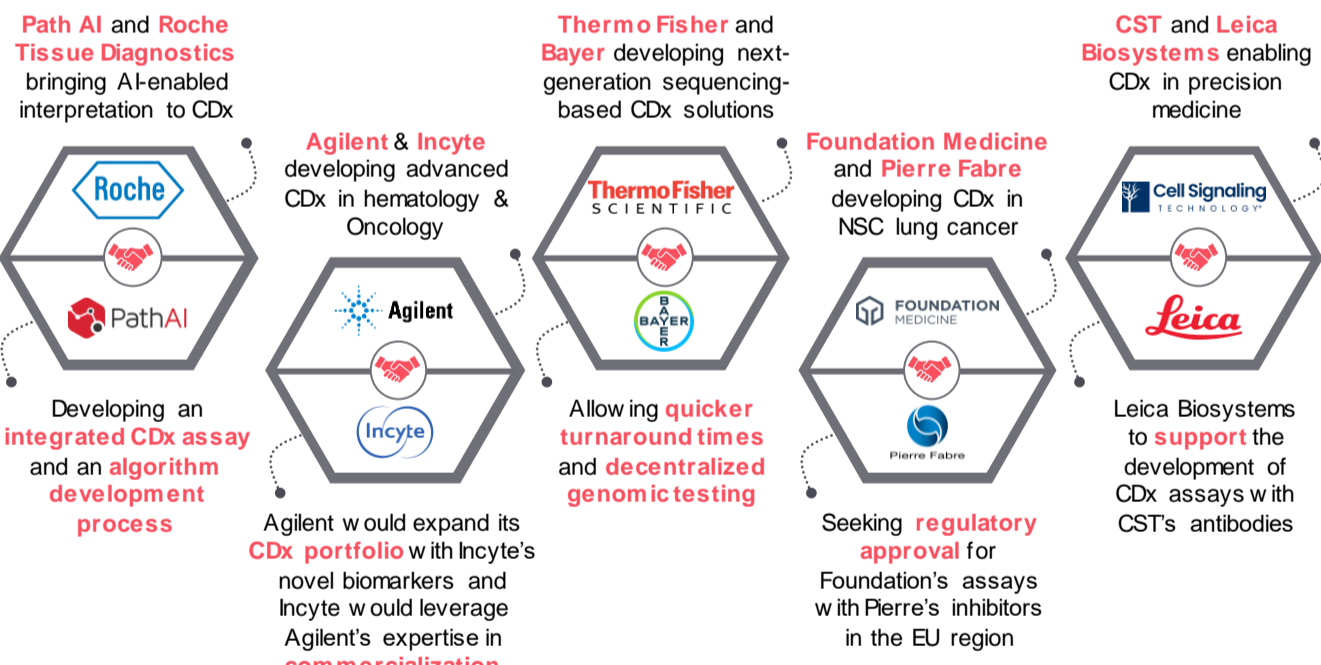 Path AI and Roche
Tissue Diagnostics
bringing AI-enabled
interpretation to CDx
Roche
PathAI
Developing an
integrated CDx assay
and an algorithm
development
process
Agilent & Incyte
developing advanced
CDx in hematology &
Oncology
Agilent
Incyte
Agilent would expand its
CDx portfolio with Incyte's
novel biomarkers and
Incyte would leverage
Agilent's expertise in
commercialization
Thermo Fisher and
Bayer developing next-
generation sequencing-
based CDx solutions
ThermoFisher
SCIENTIFIC
BAYER
BAYER
Allowing quicker
turnaround times
and decentralized
genomic testing
Foundation Medicine
and Pierre Fabre
developing CDx in
NSC lung cancer
FOUNDATION
MEDICINE
Pierre Fabre
Seeking regulatory
approval for
Foundation's assays
with Pierre's inhibitors
in the EU region
CST and Leica
Biosystems enabling
CDx in precision
medicine
Cell Signaling
TECHNOLOGY®
Leica
Leica Biosystems
to support the
development of
CDx assays with
CST's antibodies